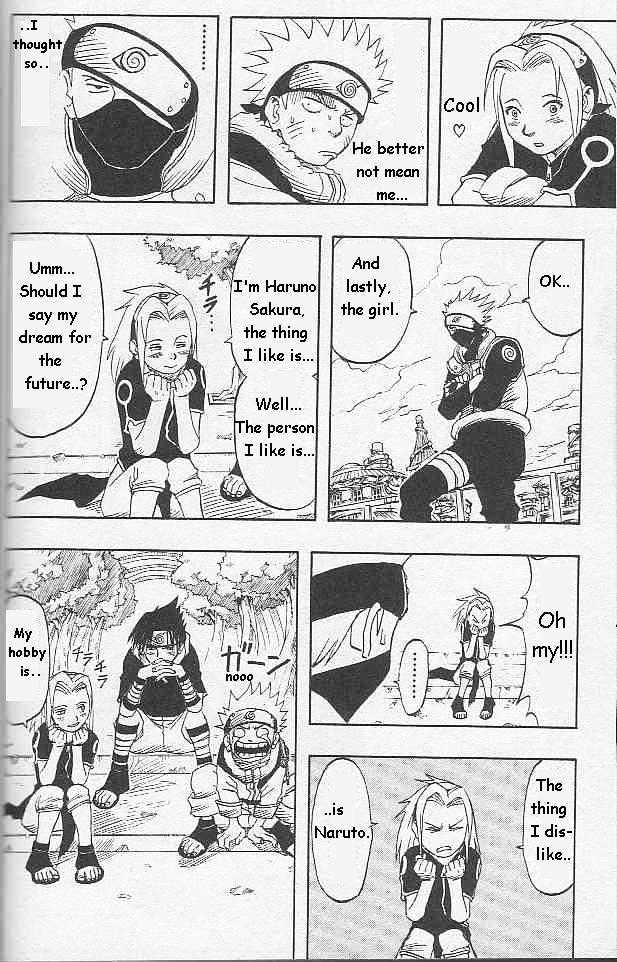 Cool
♡
He better
not mean
me...
........
..I
thought
so..
OK..
And
lastly,
the girl.
I'm Haruno
Sakura,
the thing
I like is...
Well...
The person
I like is...
チラ...
Umm...
Should I
say my
dream for
the
future..?
Oh
my!!!
......
The
thing
I dis-
like..
..is
Naruto.
ガーン
nooo
チラチラ
My
hobby
is..